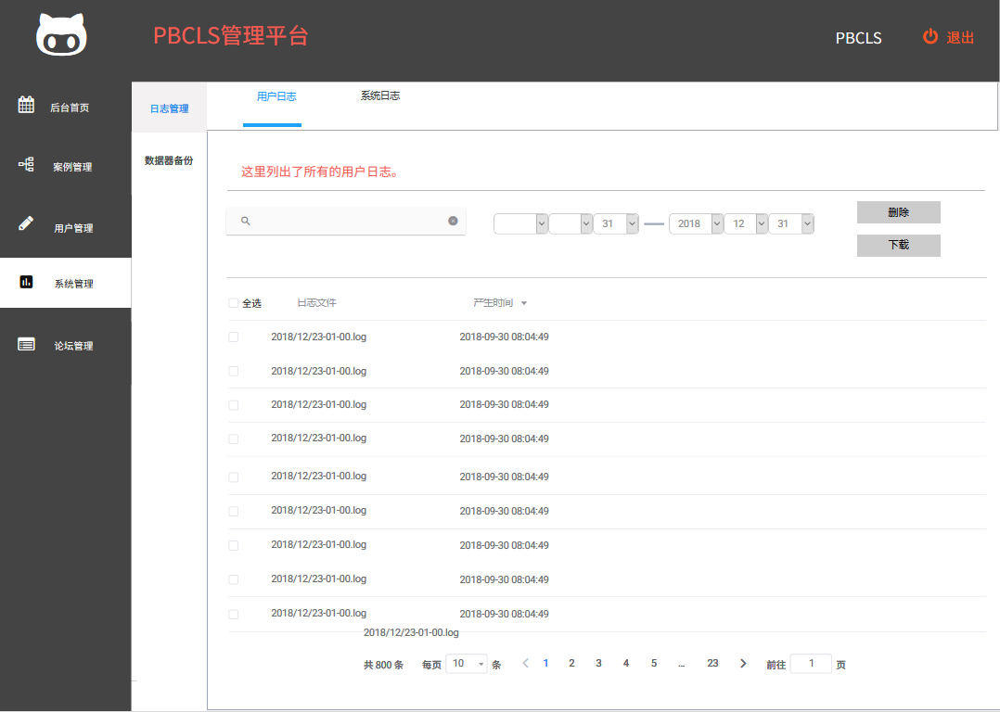 PBCLS管理平台
PBCLS 退出
后台首页
案例管理
用户管理
系统管理
论坛管理
日志管理
数据器备份
用户日志 系统日志
这里列出了所有的用户日志。
31 2018 12 31
删除
下载
全选 日志文件 产生时间
2018/12/23-01-00.log 2018-09-30 08:04:49
2018/12/23-01-00.log 2018-09-30 08:04:49
2018/12/23-01-00.log 2018-09-30 08:04:49
2018/12/23-01-00.log 2018-09-30 08:04:49
2018/12/23-01-00.log 2018-09-30 08:04:49
2018/12/23-01-00.log 2018-09-30 08:04:49
2018/12/23-01-00.log 2018-09-30 08:04:49
2018/12/23-01-00.log 2018-09-30 08:04:49
2018/12/23-01-00.log 2018-09-30 08:04:49
2018/12/23-01-00.log
共 800 条 每页 10 条 1 2 3 4 5 ... 23 前往 1 页